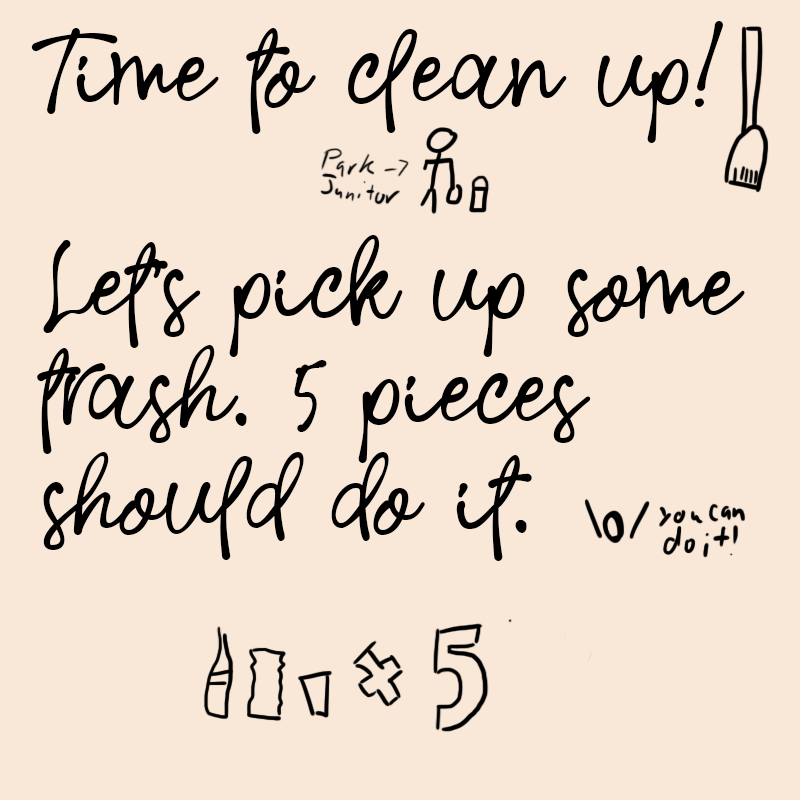 Time to clean up!
Park ->
Junitor
Let's pick up some
trash. 5 pieces
should do it.
\o/ you can
do it!
x 5